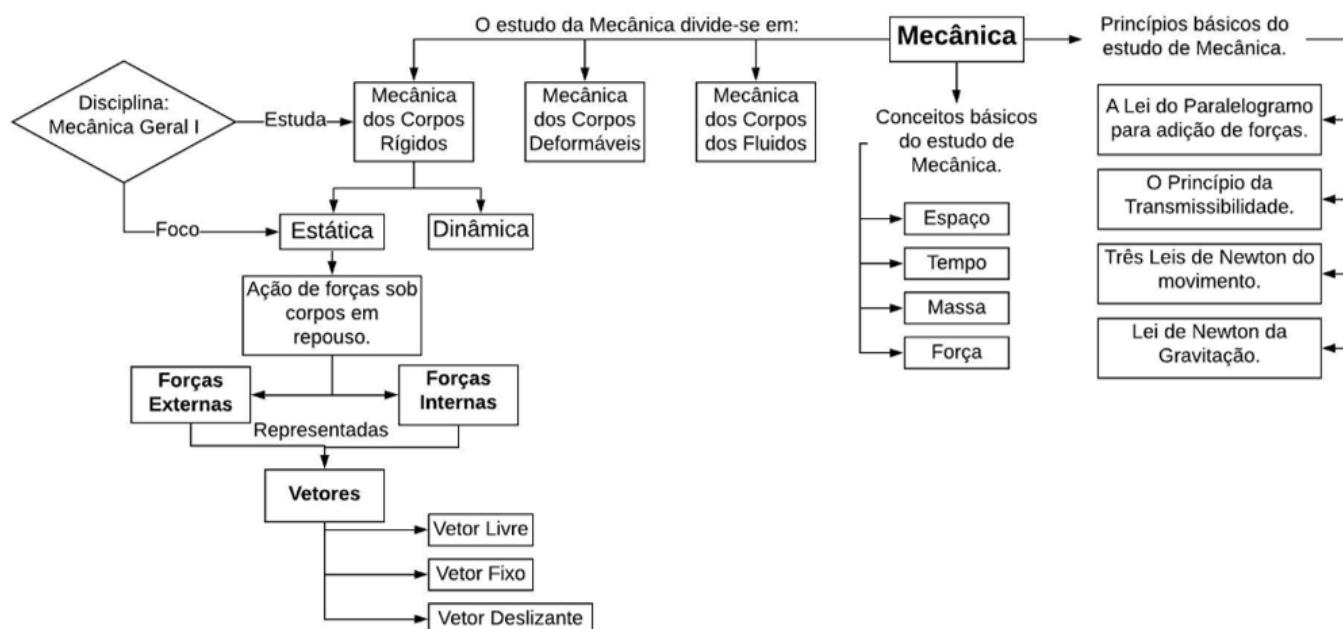 O estudo da Mecânica divide-se em:
Mecânica
Princípios básicos do
estudo de Mecânica.
Disciplina:
Mecânica Geral I
Estuda
Mecânica
dos Corpos
Rígidos
Mecânica
dos Corpos
Deformáveis
Mecânica
dos Corpos
dos Fluidos
Conceitos básicos
do estudo de
Mecânica.
A Lei do Paralelogramo
para adição de forças.
O Princípio da
Transmissibilidade.
Três Leis de Newton do
movimento.
Lei de Newton da
Gravitação.
Espaço
Tempo
Massa
Força
Foco
Estática
Dinâmica
Ação de forças sob
corpos em
repouso.
Forças
Externas
Forças
Internas
Representadas
Vetores
Vetor Livre
Vetor Fixo
Vetor Deslizante